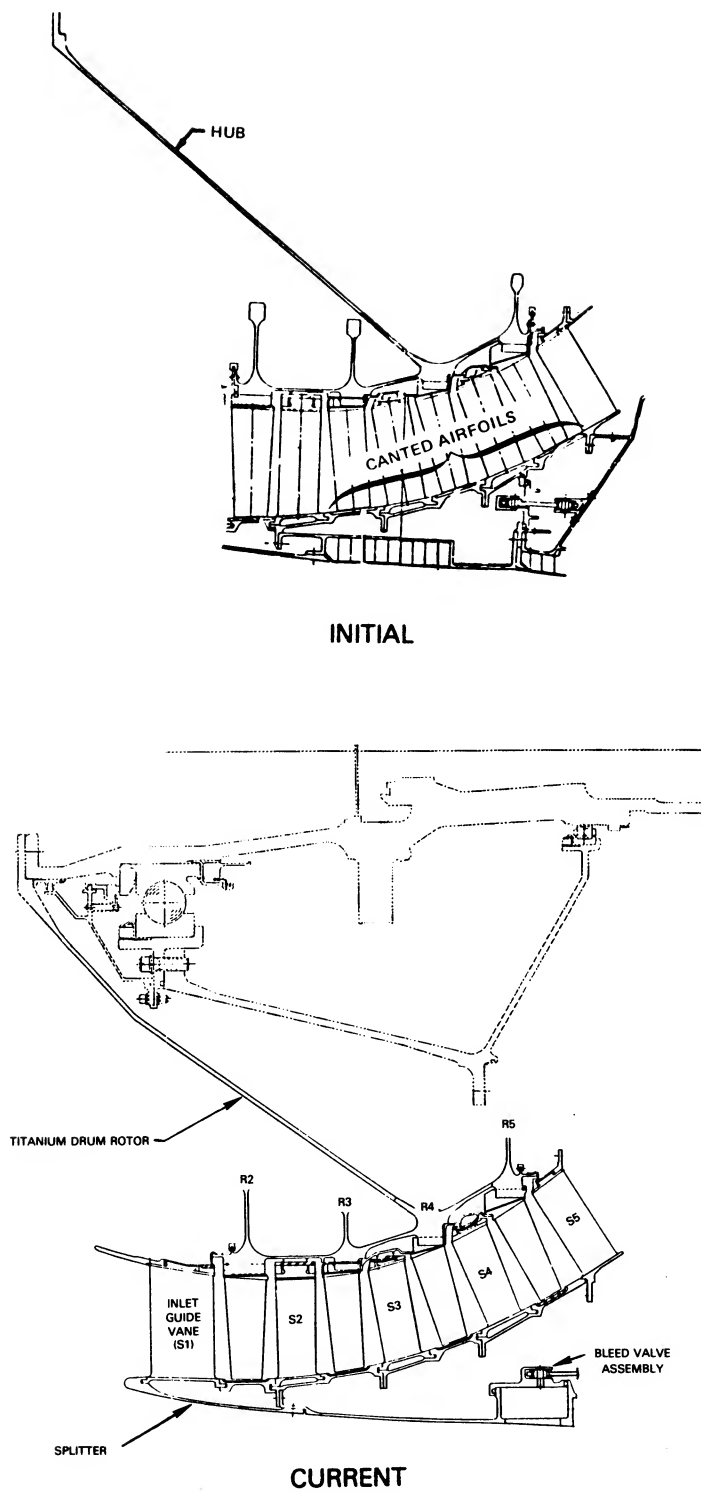 HUB
CANTED AIRFOILS
INITIAL
TITANIUM DRUM ROTOR
R5
R2
R3
R4
S5
S4
INLET
GUIDE
VANE
(S1)
S2
S3
BLEED VALVE
ASSEMBLY
SPLITTER
CURRENT